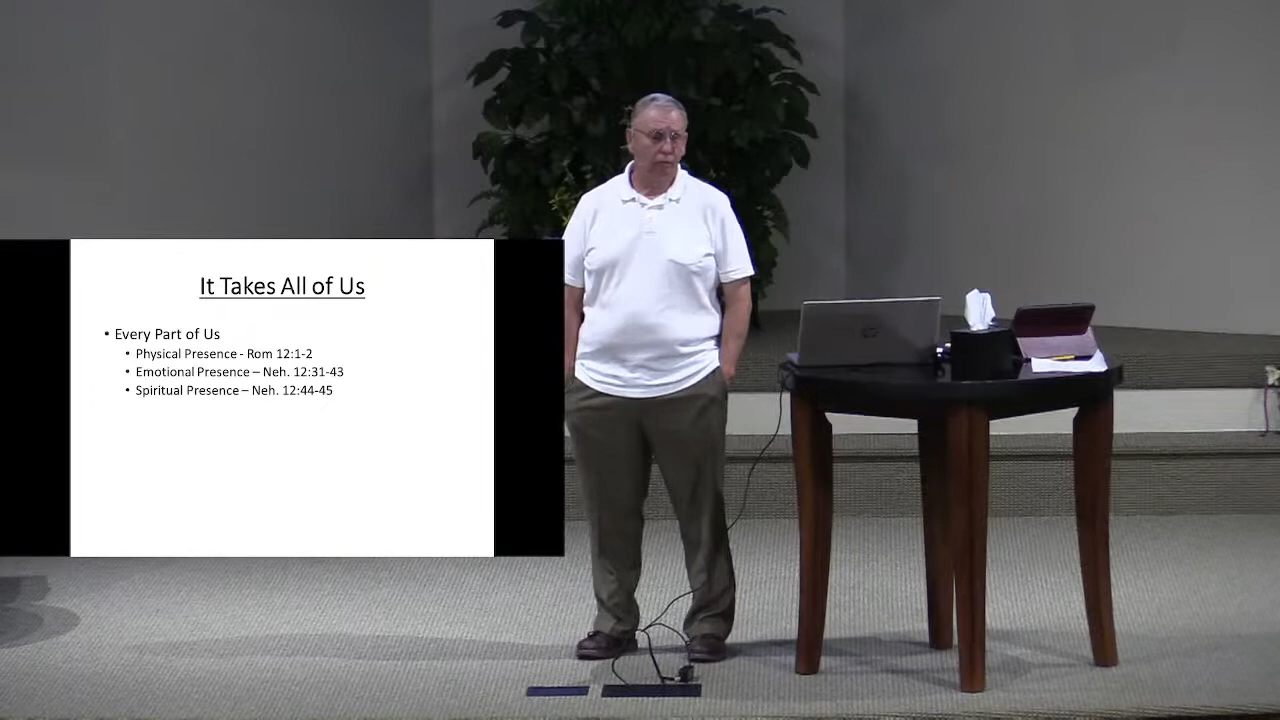 It Takes All of Us
• Every Part of Us
• Physical Presence - Rom 12:1-2
• Emotional Presence – Neh. 12:31-43
• Spiritual Presence – Neh. 12:44-45